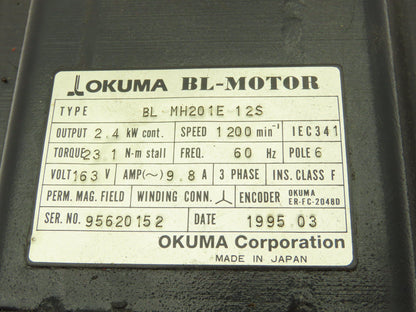 OKUMA BL-MOTOR
TYPE BL-MH201E-12S
OUTPUT 2.4 kW cont. SPEED 1200 min⁻¹ IEC341
TORQUE 23.1 N-m stall FREQ. 60 Hz POLE 6
VOLT 163 V AMP(~) 9.8 A 3 PHASE INS. CLASS F
PERM. MAG. FIELD WINDING CONN. ⅄ ENCODER OKUMA ER-FC-2048D
SER. NO. 95620152 DATE 1995.03
OKUMA Corporation
MADE IN JAPAN